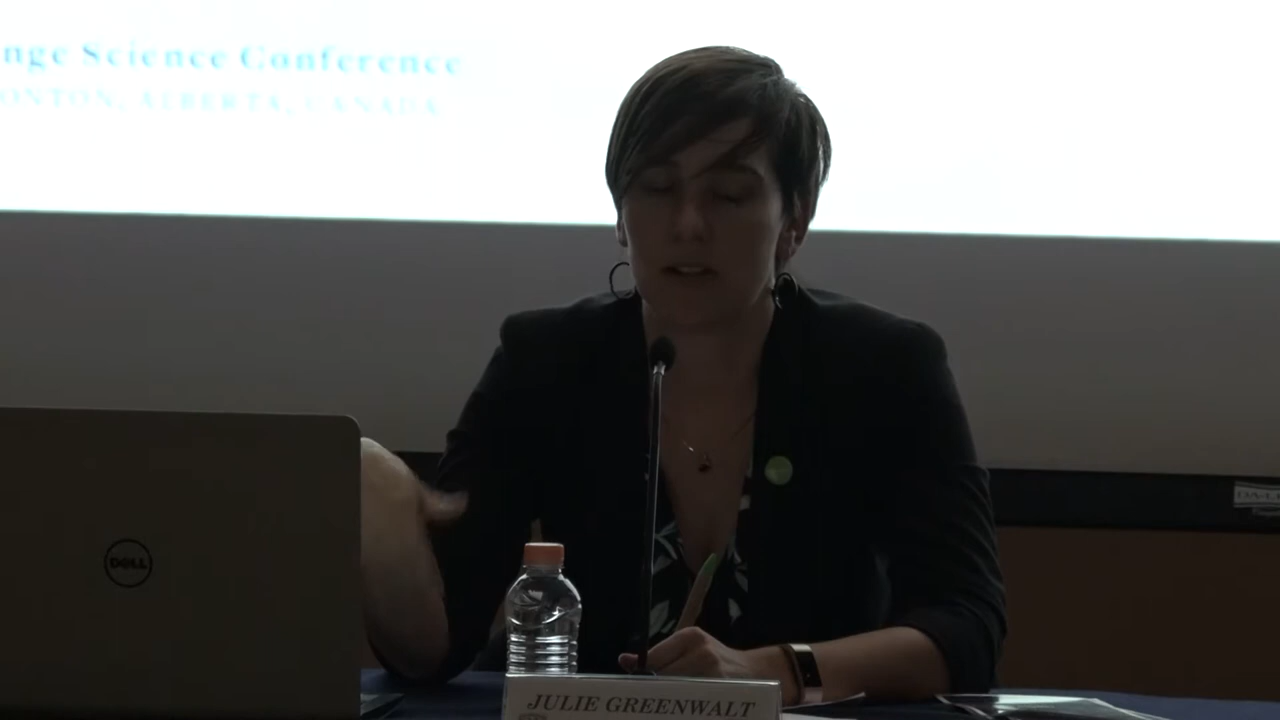 nge Science Conference
ONTON, ALBERTA, CANADA
DELL
JULIE GREENWALT